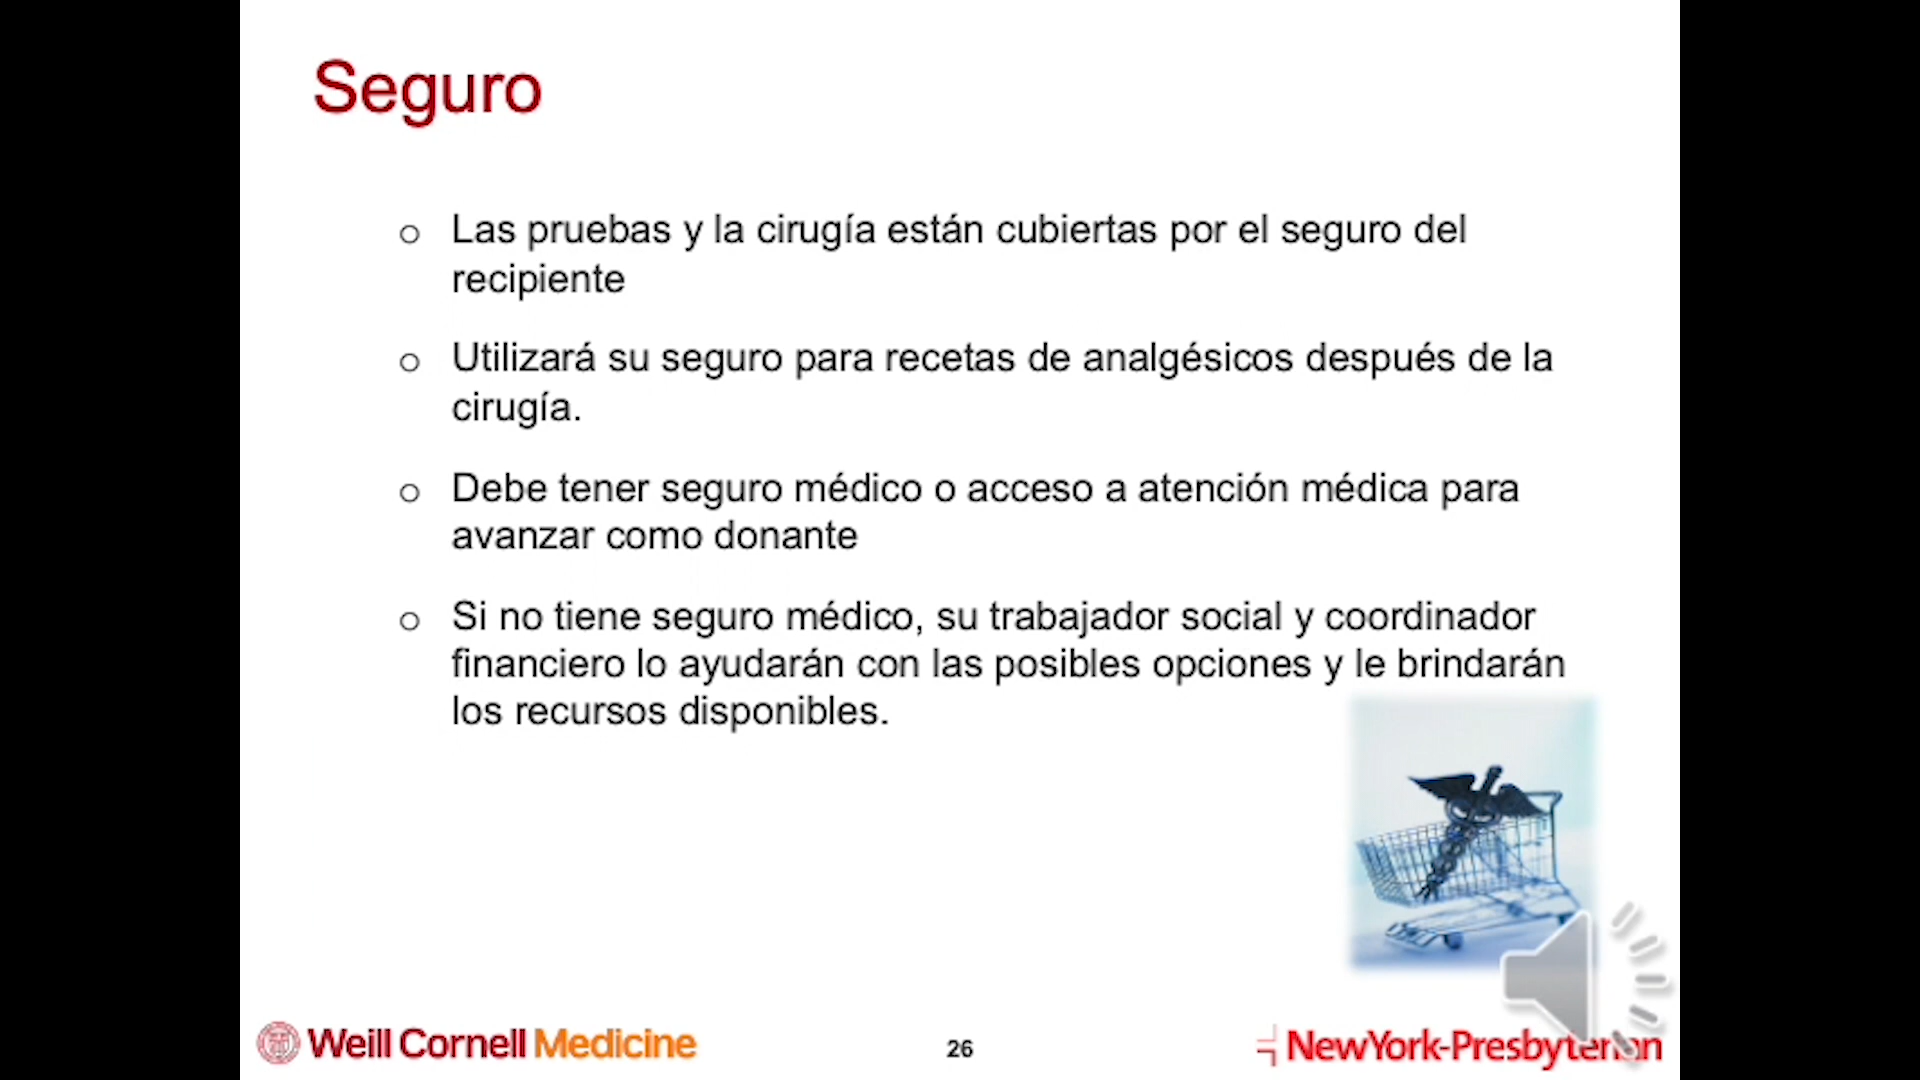 Seguro
o Las pruebas y la cirugía están cubiertas por el seguro del
recipiente
o Utilizará su seguro para recetas de analgésicos después de la
cirugía.
o Debe tener seguro médico o acceso a atención médica para
avanzar como donante
o Si no tiene seguro médico, su trabajador social y coordinador
financiero lo ayudarán con las posibles opciones y le brindarán
los recursos disponibles.
Weill Cornell Medicine
26
NewYork-Presbyterian